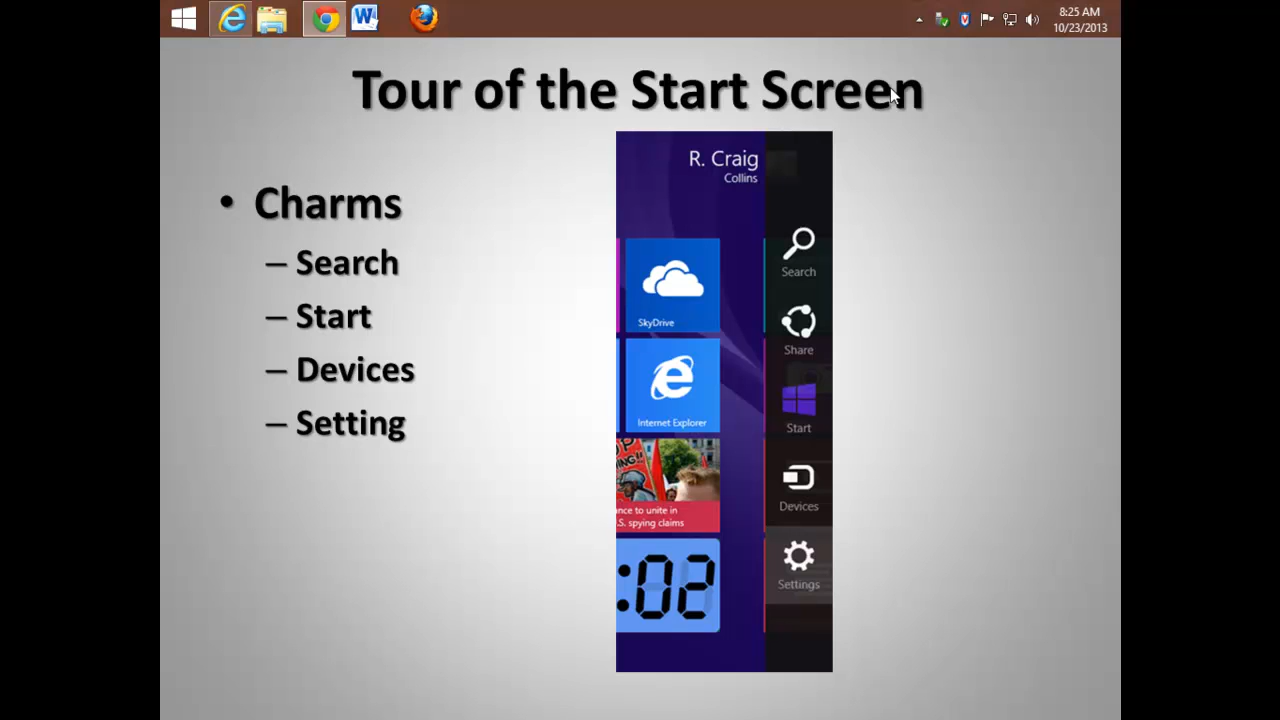 8:25 AM
10/23/2013
Tour of the Start Screen
• Charms
– Search
– Start
– Devices
– Setting
R. Craig
Collins
SkyDrive
Internet Explorer
ance to unite in
.S. spying claims
:02
Search
Share
Start
Devices
Settings